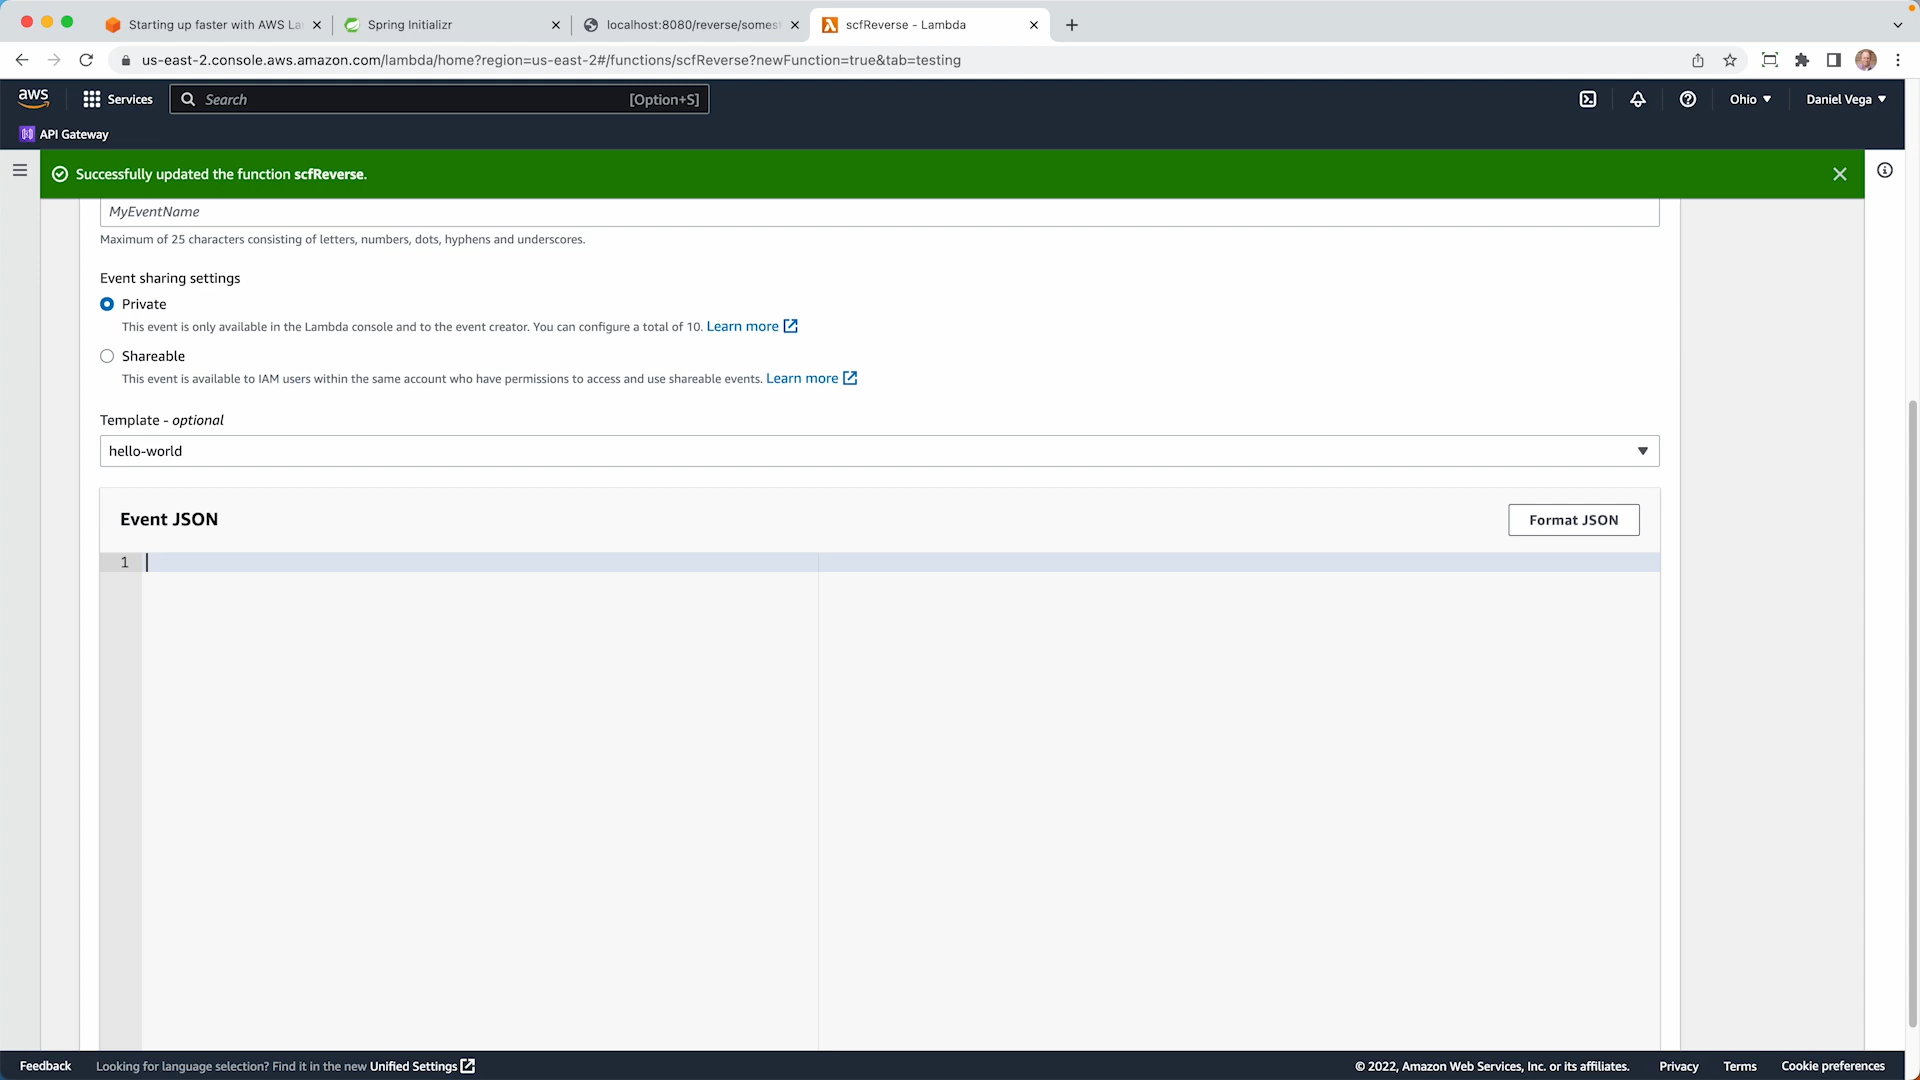 Starting up faster with AWS La
Spring Initializr
localhost:8080/reverse/somest
scfReverse - Lambda
us-east-2.console.aws.amazon.com/lambda/home?region=us-east-2#/functions/scfReverse?newFunction=true&tab=testing
aws
Services
Search
[Option+S]
Ohio
Daniel Vega
API Gateway
Successfully updated the function scfReverse.
MyEventName
Maximum of 25 characters consisting of letters, numbers, dots, hyphens and underscores.
Event sharing settings
Private
This event is only available in the Lambda console and to the event creator. You can configure a total of 10. Learn more
Shareable
This event is available to IAM users within the same account who have permissions to access and use shareable events. Learn more
Template - optional
hello-world
Event JSON
Format JSON
1
Feedback
Looking for language selection? Find it in the new Unified Settings
© 2022, Amazon Web Services, Inc. or its affiliates.
Privacy
Terms
Cookie preferences